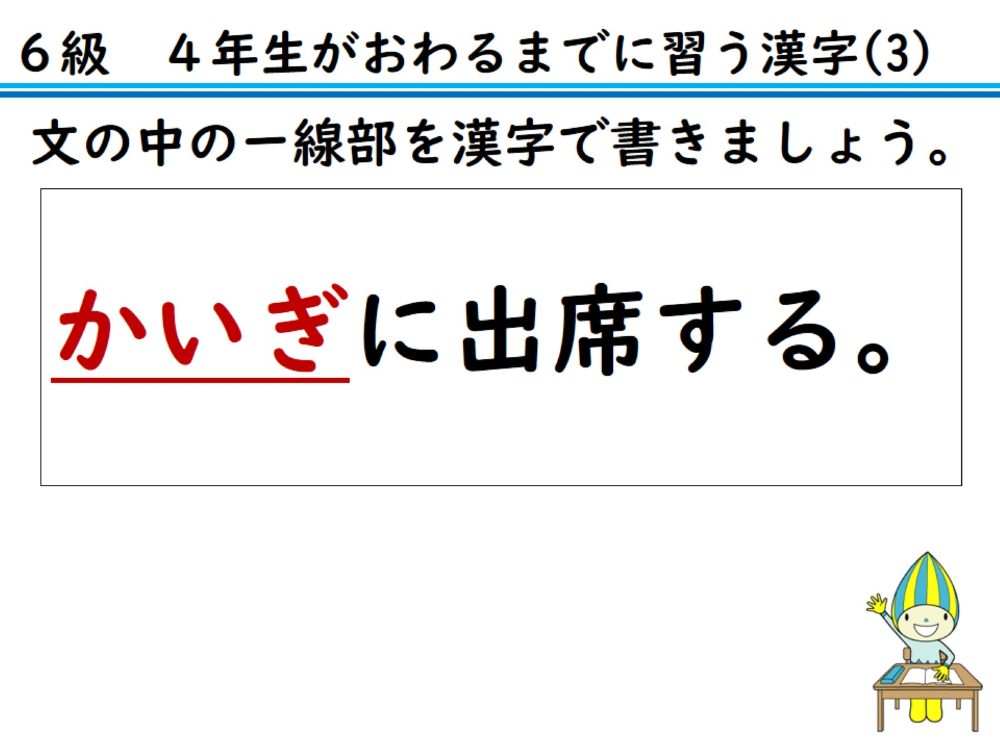 ６級　４年生がおわるまでに習う漢字(3)
文の中の―線部を漢字で書きましょう。
かいぎに出席する。